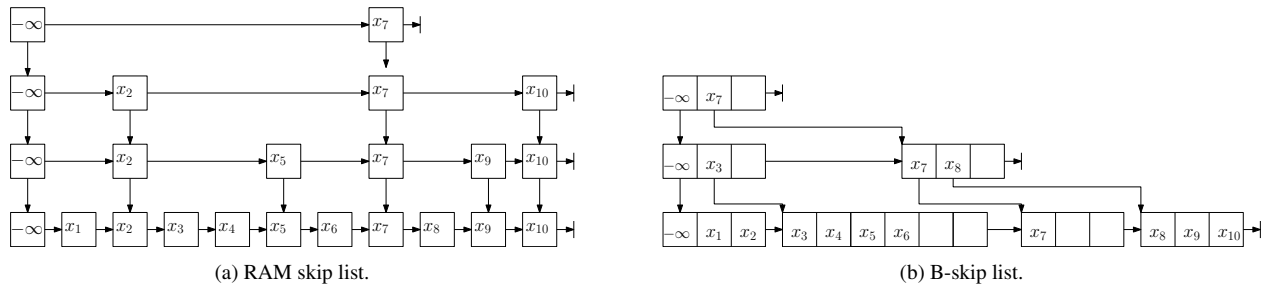 −∞ x7
−∞ x2 x7 x10
−∞ x2 x5 x7 x9 x10
−∞ x1 x2 x3 x4 x5 x6 x7 x8 x9 x10
(a) RAM skip list.
−∞ x7
−∞ x3 x7 x8
−∞ x1 x2 x3 x4 x5 x6 x7 x8 x9 x10
(b) B-skip list.